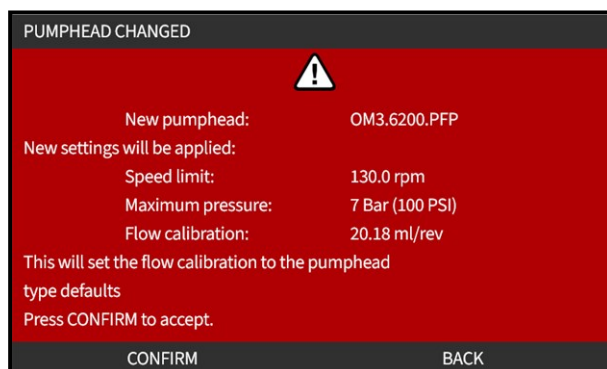 PUMPHEAD CHANGED
New pumphead: OM3.6200.PFP
New settings will be applied:
Speed limit: 130.0 rpm
Maximum pressure: 7 Bar (100 PSI)
Flow calibration: 20.18 ml/rev
This will set the flow calibration to the pumphead
type defaults
Press CONFIRM to accept.
CONFIRM BACK